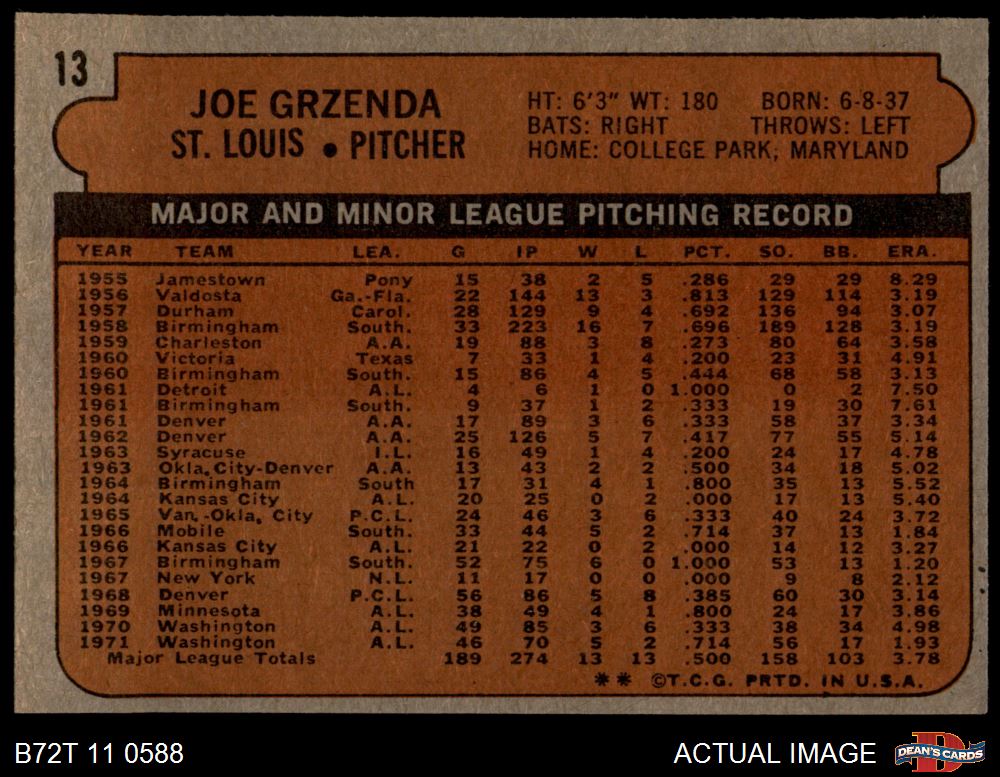 13
JOE GRZENDA
ST. LOUIS • PITCHER
HT: 6'3" WT: 180 BORN: 6-8-37
BATS: RIGHT THROWS: LEFT
HOME: COLLEGE PARK, MARYLAND
MAJOR AND MINOR LEAGUE PITCHING RECORD
YEAR TEAM LEA. G IP W L PCT. SO. BB. ERA.
1955 Jamestown Pony 15 38 2 5 .286 29 29 8.29
1956 Valdosta Ga.-Fla. 22 144 13 3 .813 129 114 3.19
1957 Durham Carol. 28 129 9 4 .692 136 94 3.07
1958 Birmingham South. 33 223 16 7 .696 189 128 3.19
1959 Charleston A.A. 19 88 3 8 .273 80 64 3.58
1960 Victoria Texas 7 33 1 4 .200 23 31 4.91
1960 Birmingham South. 15 86 4 5 .444 68 58 3.13
1961 Detroit A.L. 4 6 1 0 1.000 0 2 7.50
1961 Birmingham South. 9 37 1 2 .333 19 30 7.61
1961 Denver A.A. 17 89 3 6 .333 58 37 3.34
1962 Denver A.A. 25 126 5 7 .417 77 55 5.14
1963 Syracuse I.L. 16 49 1 4 .200 24 17 4.78
1963 Okla.City-Denver A.A. 13 43 2 2 .500 34 18 5.02
1964 Birmingham South 17 31 4 1 .800 35 13 5.52
1964 Kansas City A.L. 20 25 0 2 .000 17 13 5.40
1965 Van.-Okla. City P.C.L. 24 46 3 6 .333 40 24 3.72
1966 Mobile South. 33 44 5 2 .714 37 13 1.84
1966 Kansas City A.L. 21 22 0 2 .000 14 12 3.27
1967 Birmingham South. 52 75 6 0 1.000 53 13 1.20
1967 New York N.L. 11 17 0 0 .000 9 8 2.12
1968 Denver P.C.L. 56 86 5 8 .385 60 30 3.14
1969 Minnesota A.L. 38 49 4 1 .800 24 17 3.86
1970 Washington A.L. 49 85 3 6 .333 38 34 4.98
1971 Washington A.L. 46 70 5 2 .714 56 17 1.93
Major League Totals 189 274 13 13 .500 158 103 3.78
** ©T.C.G. PRTD. IN U.S.A.
B72T 11 0588 ACTUAL IMAGE D DEAN'S CARDS